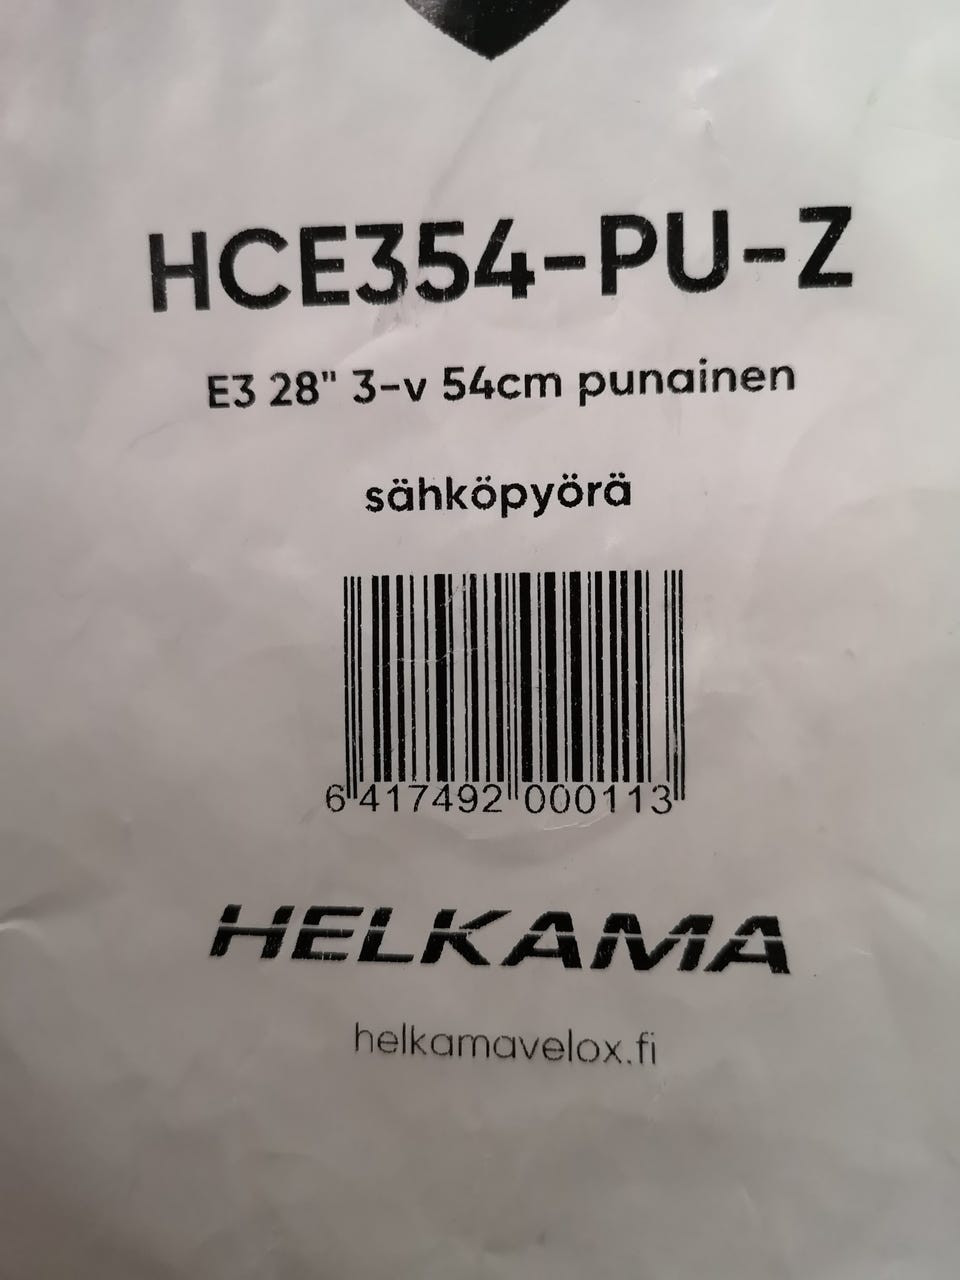 HCE354-PU-Z
E3 28" 3-v 54cm punainen
sähköpyörä
6 417492 000113
HELKAMA
helkamavelox.fi